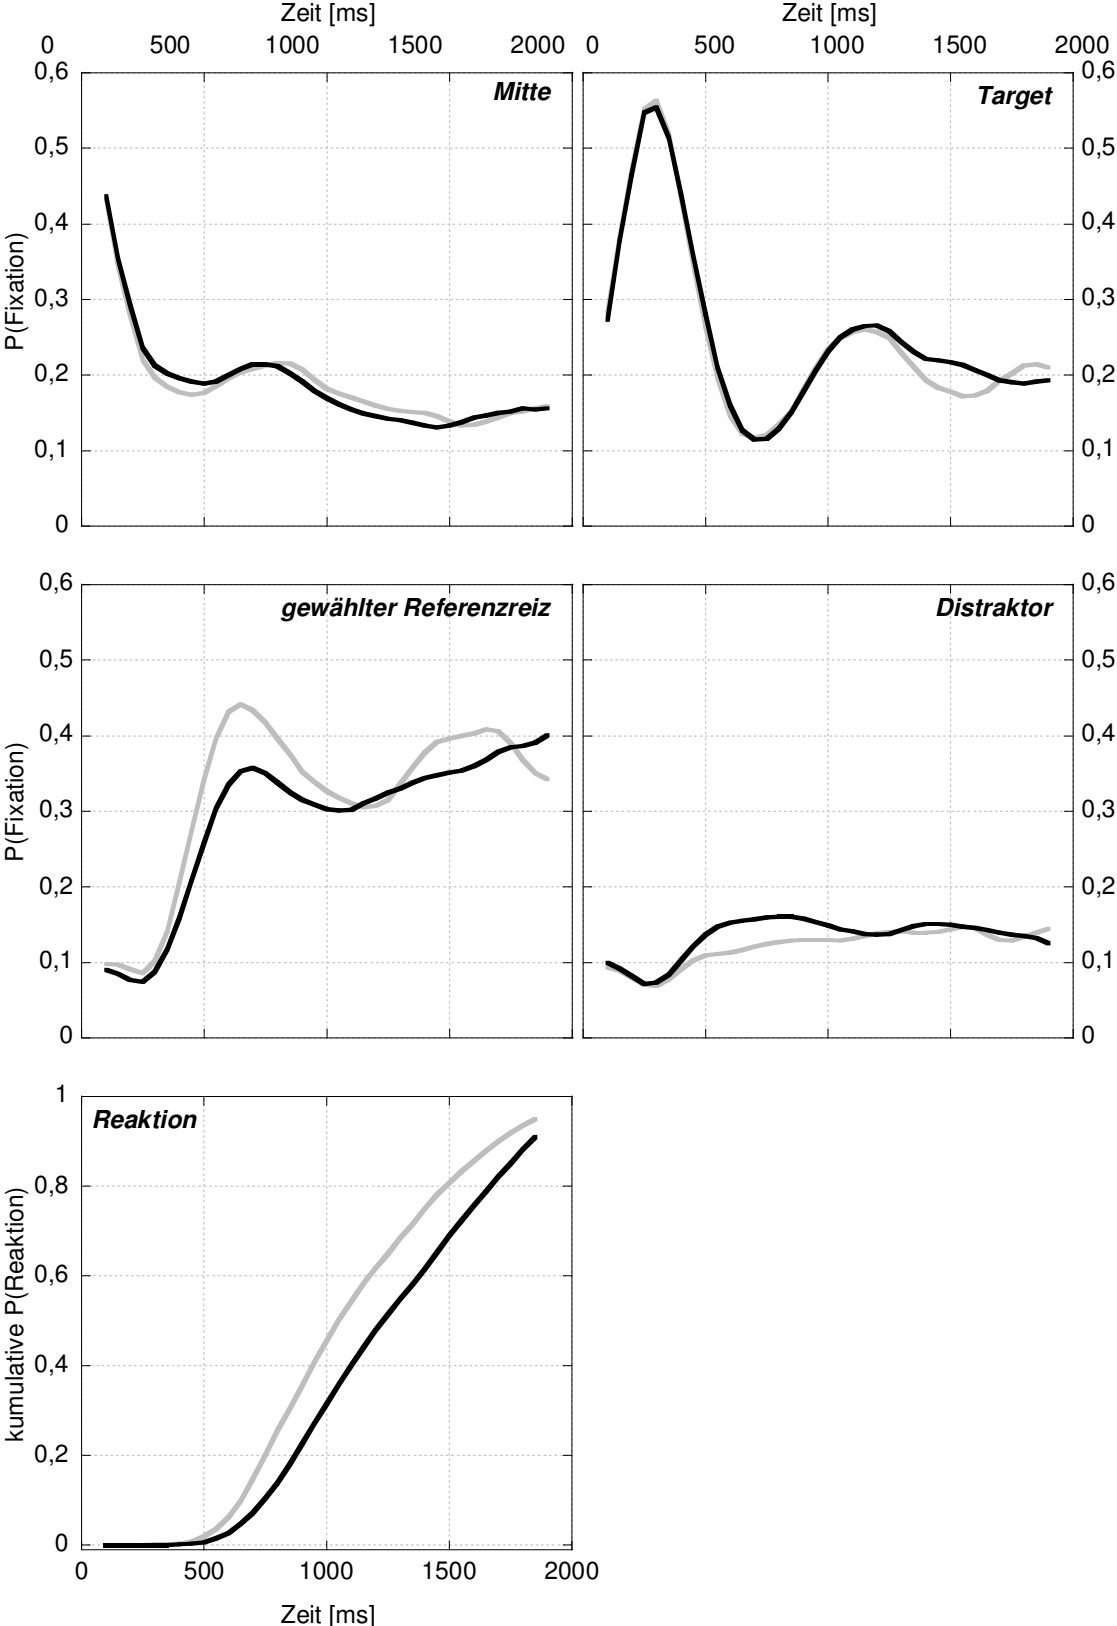 Zeit [ms] Zeit [ms]
0 500 1000 1500 2000 0 500 1000 1500 2000
0,6 Mitte Target 0,6
0,5 0,5
0,4 0,4
P(Fixation)
0,3 0,3
0,2 0,2
0,1 0,1
0 0
0,6 gewählter Referenzreiz Distraktor 0,6
0,5 0,5
0,4 0,4
P(Fixation)
0,3 0,3
0,2 0,2
0,1 0,1
0 0
1
Reaktion
0,8
kumulative P(Reaktion)
0,6
0,4
0,2
0
0 500 1000 1500 2000
Zeit [ms]